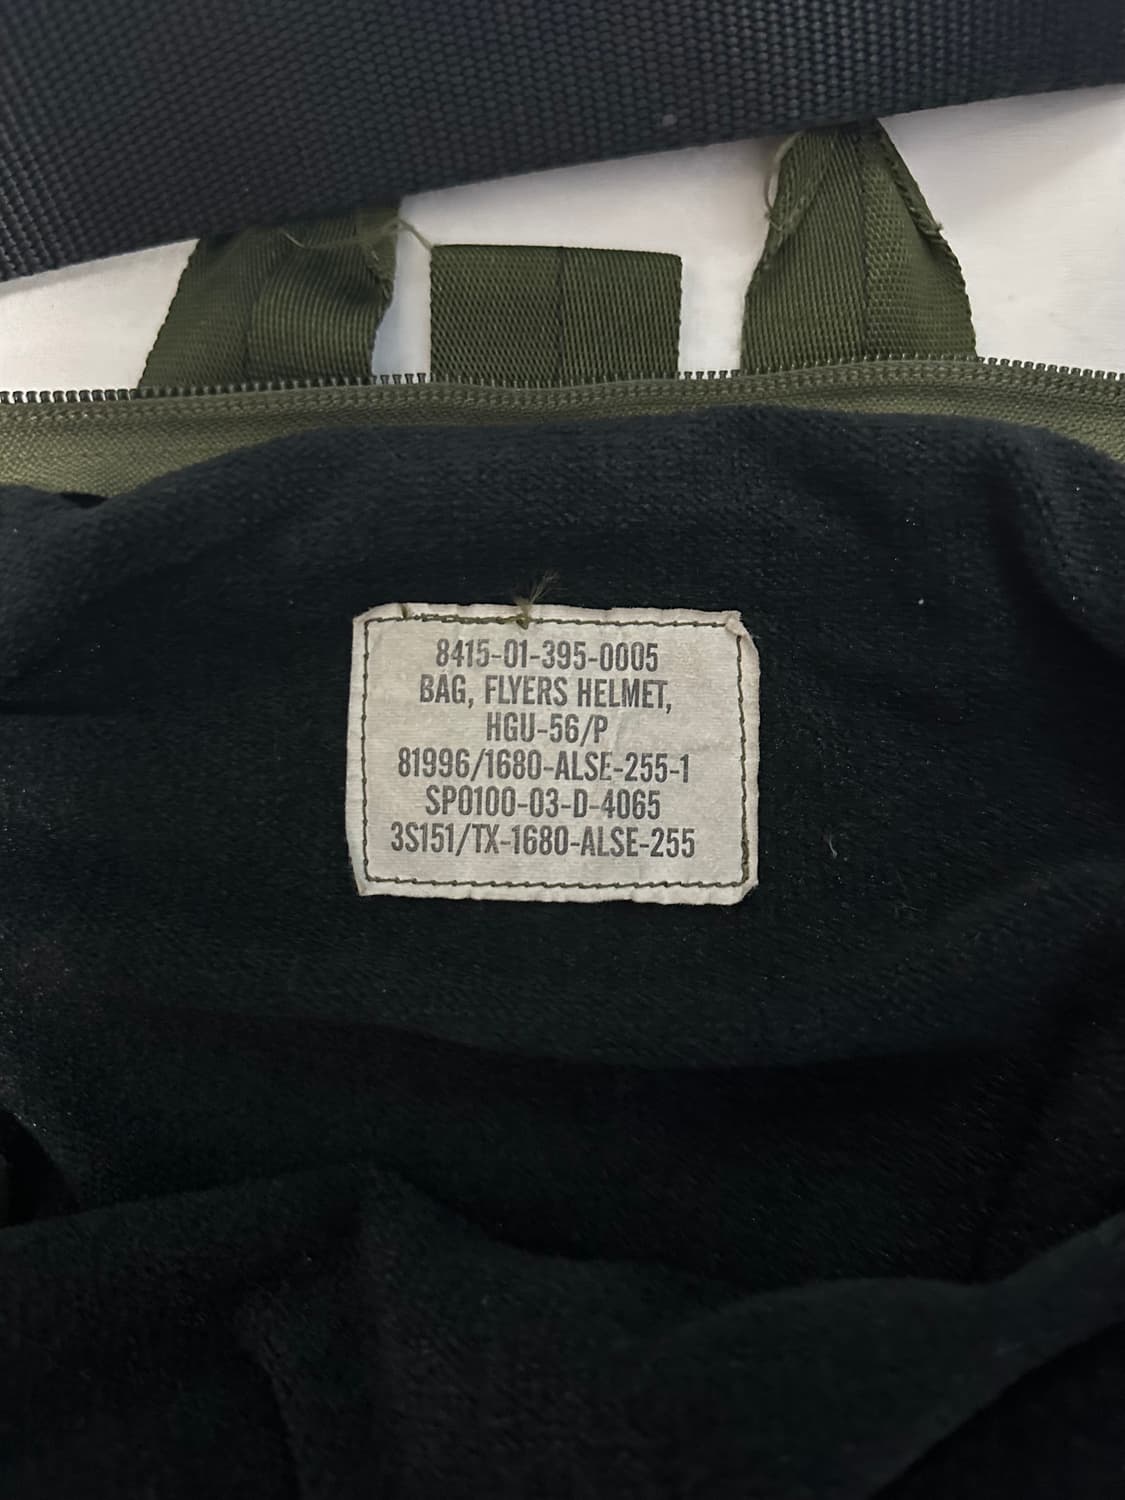 8415-01-395-0005
BAG, FLYERS HELMET,
HGU-56/P
81996/1680-ALSE-255-1
SP0100-03-D-4065
3S151/TX-1680-ALSE-255